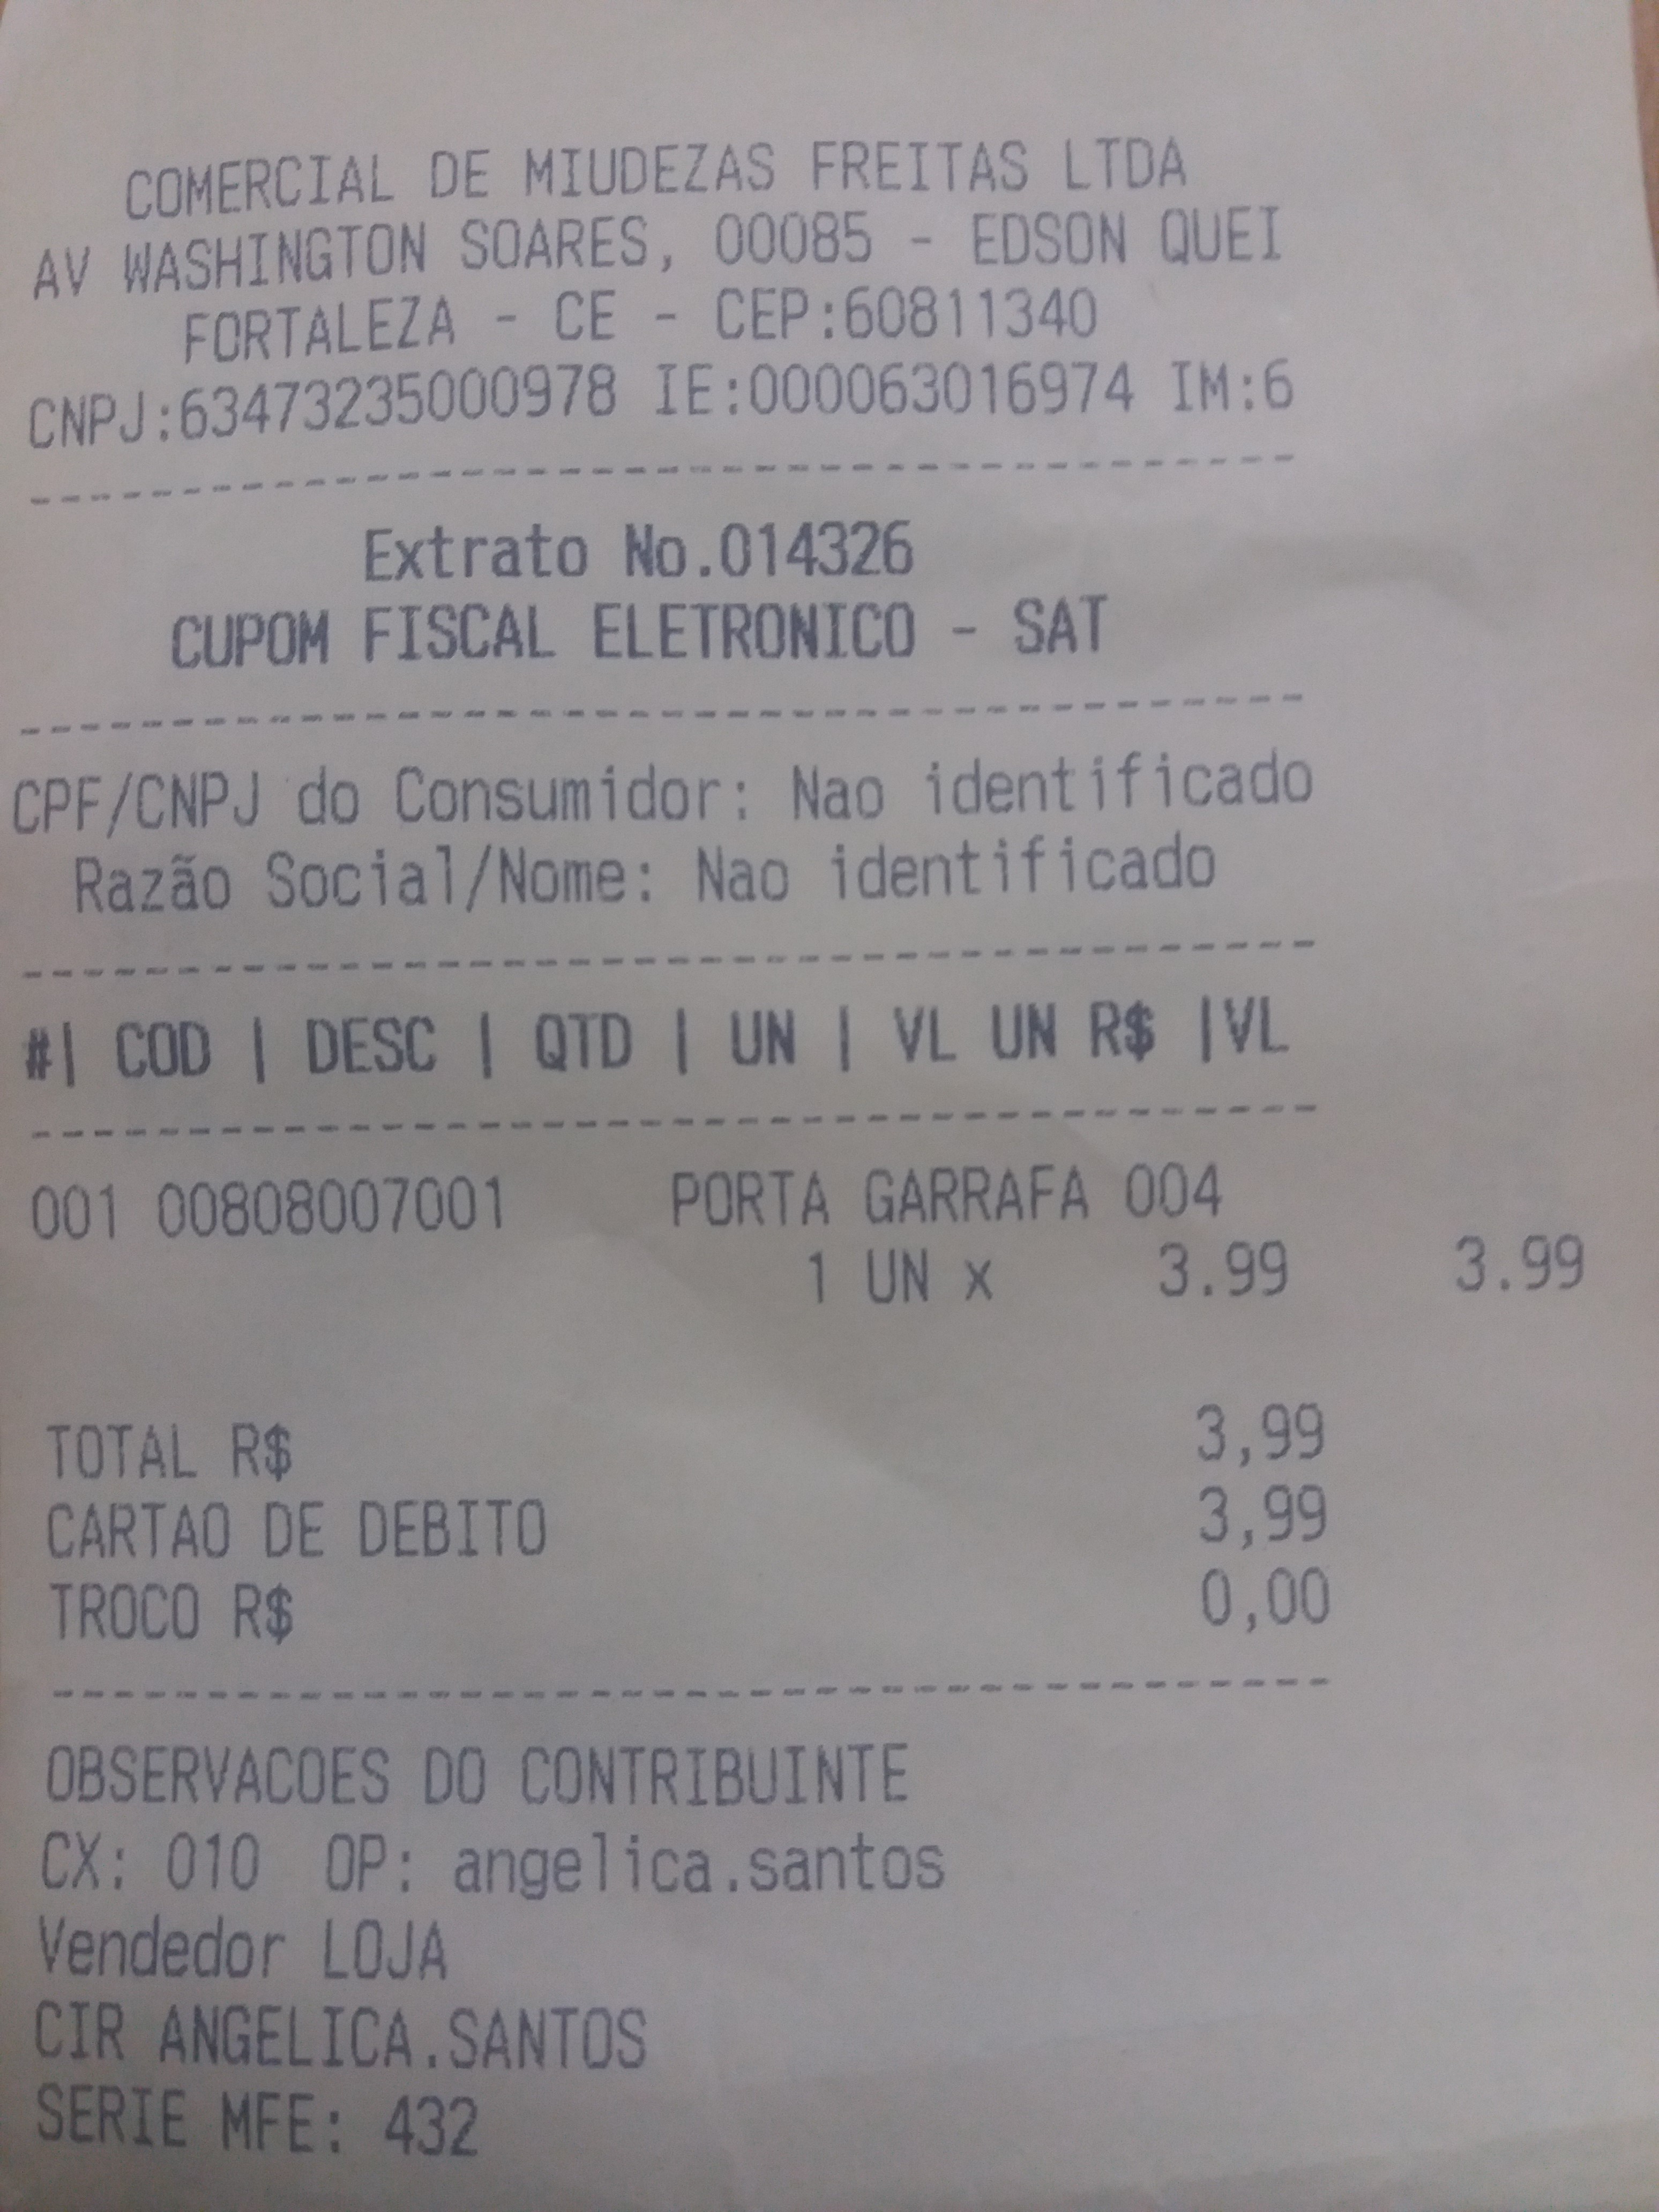 COMERCIAL DE MIUDEZAS FREITAS LTDA
AV WASHINGTON SOARES, 00085 - EDSON QUEI
FORTALEZA - CE - CEP:60811340
CNPJ:63473235000978 IE:000063016974 IM:6
----------------------------------------
Extrato No.014326
CUPOM FISCAL ELETRONICO - SAT
----------------------------------------
CPF/CNPJ do Consumidor: Nao identificado
Razão Social/Nome: Nao identificado
----------------------------------------
#| COD | DESC | QTD | UN | VL UN R$ |VL
----------------------------------------
001 00808007001 PORTA GARRAFA 004
1 UN x 3.99 3.99
TOTAL R$ 3,99
CARTAO DE DEBITO 3,99
TROCO R$ 0,00
----------------------------------------
OBSERVACOES DO CONTRIBUINTE
CX: 010 OP: angelica.santos
Vendedor LOJA
CIR ANGELICA.SANTOS
SERIE MFE: 432